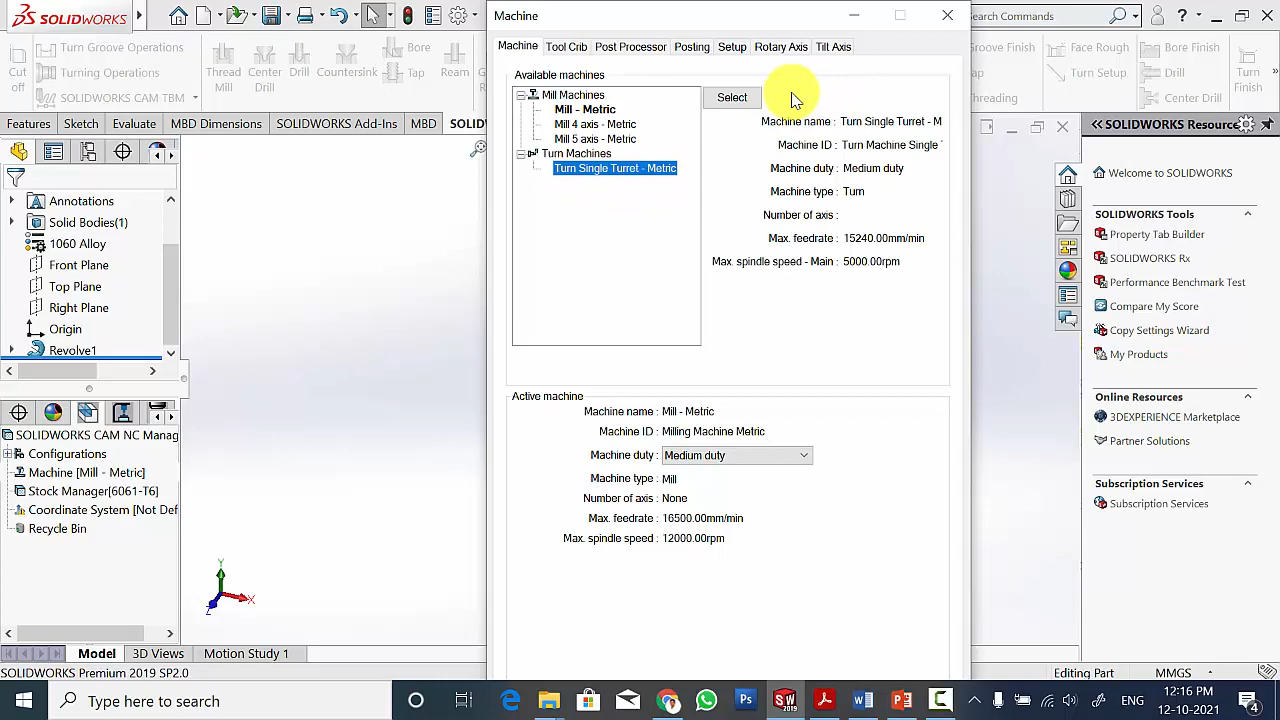 SOLIDWORKS
Machine
Search Commands
Cut off
Turn Groove Operations
Turning Operations
SOLIDWORKS CAM TBM
Thread Mill
Center Drill
Drill
Countersink
Bore
Tap
Groove Finish
Threading
Face Rough
Turn Setup
Bore Finish
Drill
Center Drill
Turn
Features
Sketch
Evaluate
MBD Dimensions
SOLIDWORKS Add-Ins
MBD
SOLID
Machine
Tool Crib
Post Processor
Posting
Setup
Rotary Axis
Tilt Axis
Available machines
Mill Machines
Mill - Metric
Mill 4 axis - Metric
Mill 5 axis - Metric
Turn Machines
Turn Single Turret - Metric
Select
Machine name : Turn Single Turret - M
Machine ID : Turn Machine Single
Machine duty : Medium duty
Machine type : Turn
Number of axis :
Max. feedrate : 15240.00mm/min
Max. spindle speed - Main : 5000.00rpm
Active machine
Machine name : Mill - Metric
Machine ID : Milling Machine Metric
Machine duty : Medium duty
Machine type : Mill
Number of axis : None
Max. feedrate : 16500.00mm/min
Max. spindle speed : 12000.00rpm
Annotations
Solid Bodies(1)
1060 Alloy
Front Plane
Top Plane
Right Plane
Origin
Revolve1
SOLIDWORKS CAM NC Manag
Configurations
Machine [Mill - Metric]
Stock Manager[6061-T6]
Coordinate System [Not Def
Recycle Bin
Y
X
Z
SOLIDWORKS Resourc
Welcome to SOLIDWORKS
SOLIDWORKS Tools
Property Tab Builder
SOLIDWORKS Rx
Performance Benchmark Test
Compare My Score
Copy Settings Wizard
My Products
Online Resources
3DEXPERIENCE Marketplace
Partner Solutions
Subscription Services
Subscription Services
Model
3D Views
Motion Study 1
SOLIDWORKS Premium 2019 SP2.0
Editing Part
MMGS
Type here to search
ENG
12:16 PM
12-10-2021